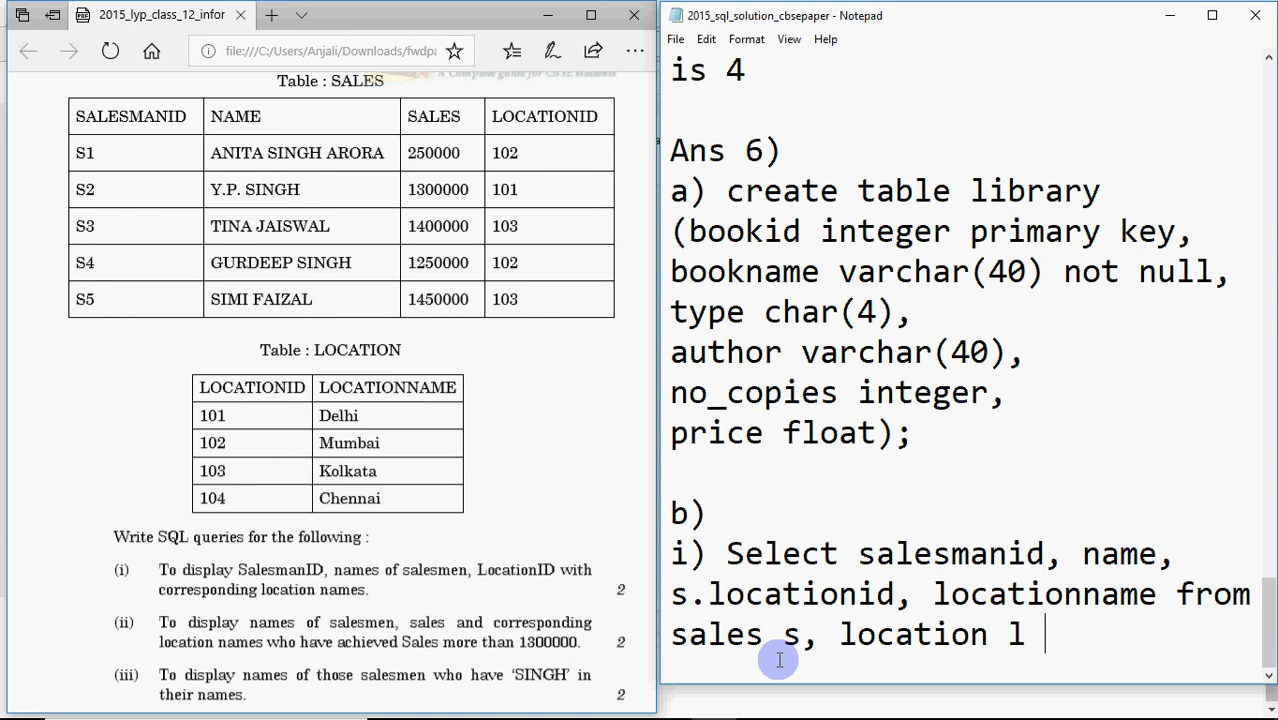 2015_lyp_class_12_infor
file:///C:/Users/Anjali/Downloads/fwdpa
A Complete guide for CBSE students
Table : SALES
SALESMANID NAME SALES LOCATIONID
S1 ANITA SINGH ARORA 250000 102
S2 Y.P. SINGH 1300000 101
S3 TINA JAISWAL 1400000 103
S4 GURDEEP SINGH 1250000 102
S5 SIMI FAIZAL 1450000 103
Table : LOCATION
LOCATIONID LOCATIONNAME
101 Delhi
102 Mumbai
103 Kolkata
104 Chennai
Write SQL queries for the following :
(i) To display SalesmanID, names of salesmen, LocationID with
corresponding location names. 2
(ii) To display names of salesmen, sales and corresponding
location names who have achieved Sales more than 1300000. 2
(iii) To display names of those salesmen who have ‘SINGH’ in
their names. 2
2015_sql_solution_cbsepaper - Notepad
File Edit Format View Help
is 4
Ans 6)
a) create table library
(bookid integer primary key,
bookname varchar(40) not null,
type char(4),
author varchar(40),
no_copies integer,
price float);
b)
i) Select salesmanid, name,
s.locationid, locationname from
sales s, location l